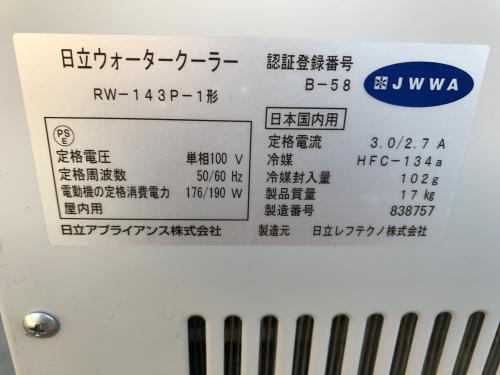 日立ウォータークーラー
RW-143P-1形
認証登録番号
B-58
JWWA
PS
E
定格電圧 単相100 V
定格周波数 50/60 Hz
電動機の定格消費電力 176/190 W
屋内用
日本国内用
定格電流 3.0/2.7 A
冷媒 HFC-134a
冷媒封入量 102g
製品質量 17kg
製造番号 838757
日立アプライアンス株式会社
製造元 日立レフテクノ株式会社